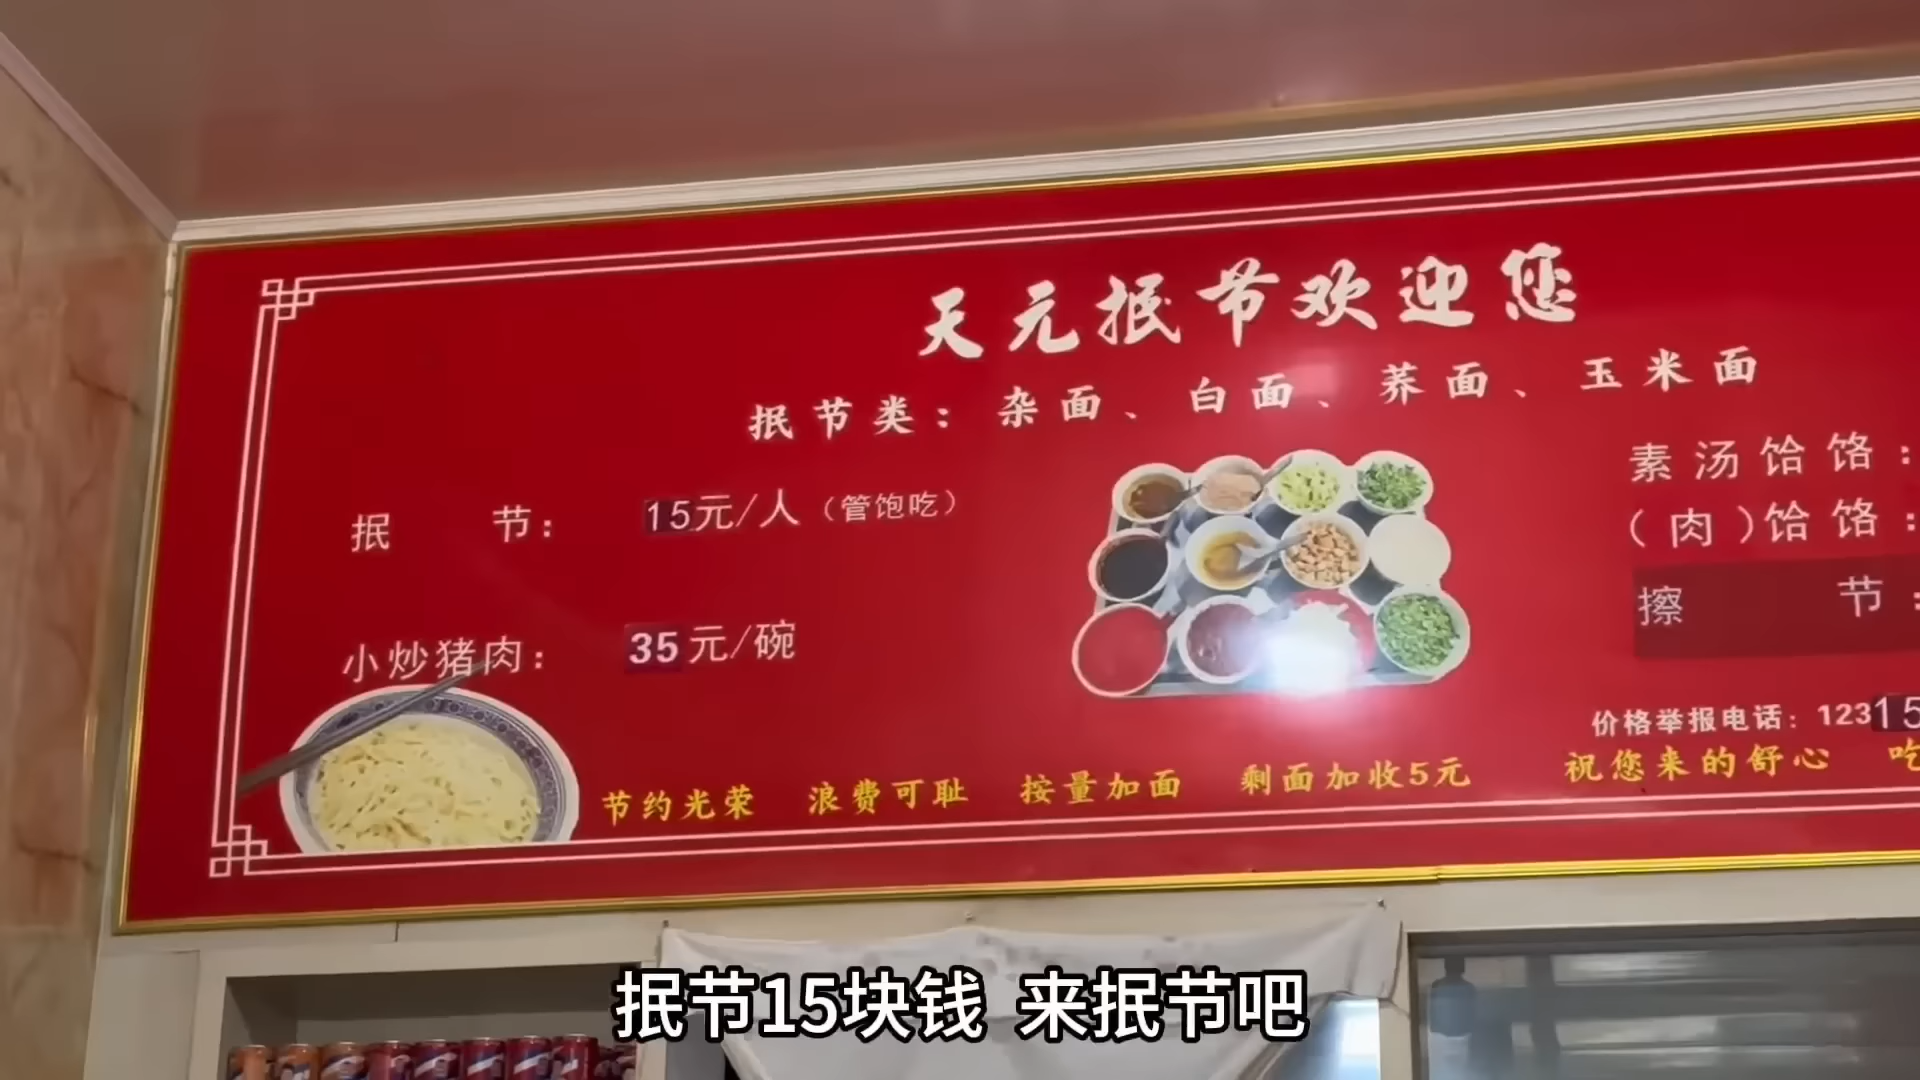 天元抿节欢迎您
抿节类：杂面、白面、荞面、玉米面
抿节：15元/人（管饱吃）
小炒猪肉：35元/碗
素汤饸饹：
（肉）饸饹：
擦节：
价格举报电话：12315
节约光荣 浪费可耻 按量加面 剩面加收5元 祝您来的舒心 吃
抿节15块钱 来抿节吧